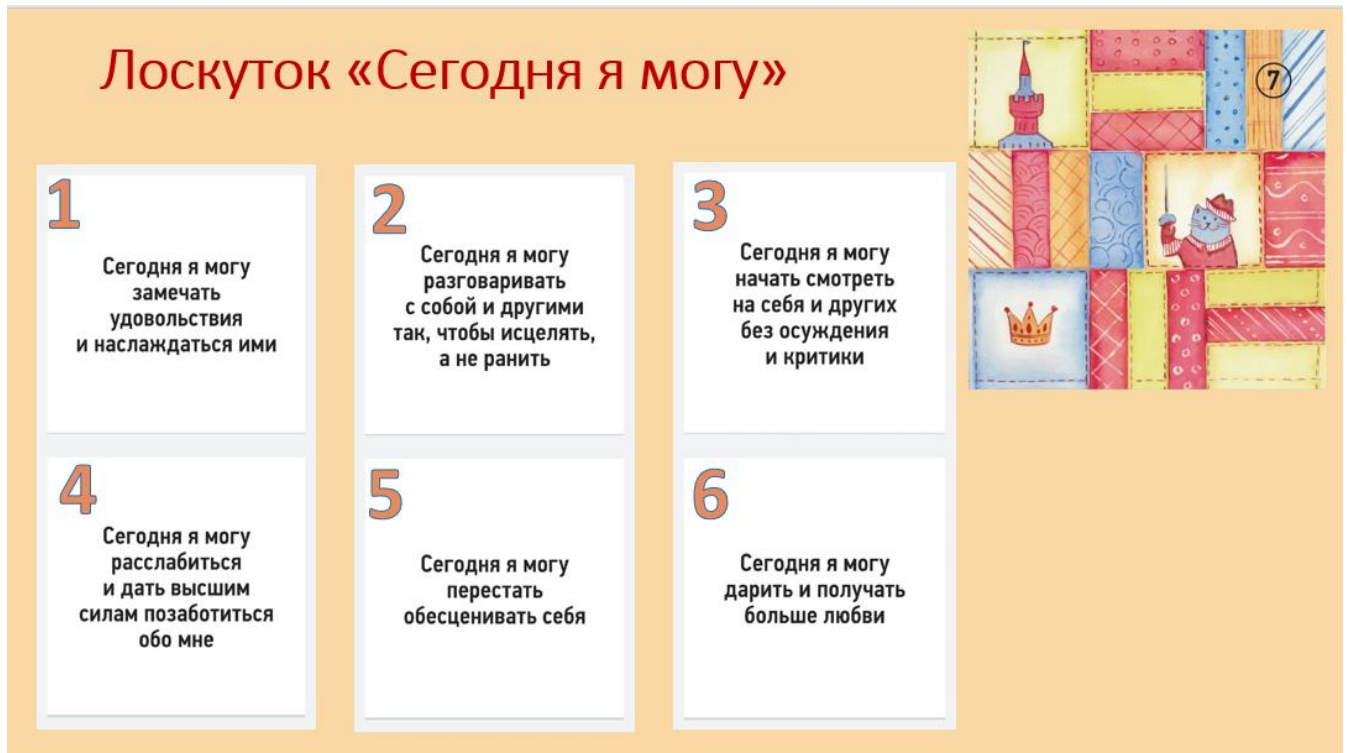 Лоскуток «Сегодня я могу»
7
1
Сегодня я могу
замечать
удовольствия
и наслаждаться ими
2
Сегодня я могу
разговаривать
с собой и другими
так, чтобы исцелять,
а не ранить
3
Сегодня я могу
начать смотреть
на себя и других
без осуждения
и критики
4
Сегодня я могу
расслабиться
и дать высшим
силам позаботиться
обо мне
5
Сегодня я могу
перестать
обесценивать себя
6
Сегодня я могу
дарить и получать
больше любви